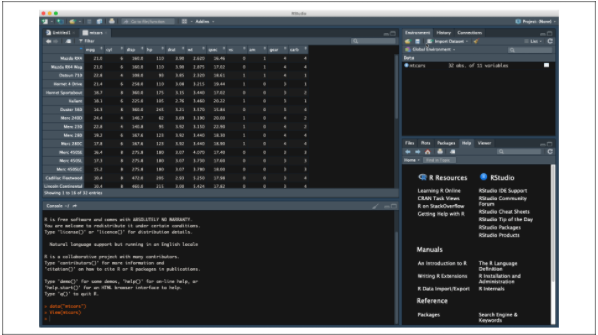 RStudio
Go to file/function
Addins
Project: (None)
Untitled1
mtcars
Filter
mpg cyl disp hp drat wt qsec vs am gear carb
Mazda RX4 21.0 6 160.0 110 3.90 2.620 16.46 0 1 4 4
Mazda RX4 Wag 21.0 6 160.0 110 3.90 2.875 17.02 0 1 4 4
Datsun 710 22.8 4 108.0 93 3.85 2.320 18.61 1 1 4 1
Hornet 4 Drive 21.4 6 258.0 110 3.08 3.215 19.44 1 0 3 1
Hornet Sportabout 18.7 8 360.0 175 3.15 3.440 17.02 0 0 3 2
Valiant 18.1 6 225.0 105 2.76 3.460 20.22 1 0 3 1
Duster 360 14.3 8 360.0 245 3.21 3.570 15.84 0 0 3 4
Merc 240D 24.4 4 146.7 62 3.69 3.190 20.00 1 0 4 2
Merc 230 22.8 4 140.8 95 3.92 3.150 22.90 1 0 4 2
Merc 280 19.2 6 167.6 123 3.92 3.440 18.30 1 0 4 4
Merc 280C 17.8 6 167.6 123 3.92 3.440 18.90 1 0 4 4
Merc 450SE 16.4 8 275.8 180 3.07 4.070 17.40 0 0 3 3
Merc 450SL 17.3 8 275.8 180 3.07 3.730 17.60 0 0 3 3
Merc 450SLC 15.2 8 275.8 180 3.07 3.780 18.00 0 0 3 3
Cadillac Fleetwood 10.4 8 472.0 205 2.93 5.250 17.98 0 0 3 4
Lincoln Continental 10.4 8 460.0 215 3.00 5.424 17.82 0 0 3 4
Showing 1 to 16 of 32 entries
Console ~/
R is free software and comes with ABSOLUTELY NO WARRANTY.
You are welcome to redistribute it under certain conditions.
Type 'license()' or 'licence()' for distribution details.
Natural language support but running in an English locale
R is a collaborative project with many contributors.
Type 'contributors()' for more information and
'citation()' on how to cite R or R packages in publications.
Type 'demo()' for some demos, 'help()' for on-line help, or
'help.start()' for an HTML browser interface to help.
Type 'q()' to quit R.
> data("mtcars")
> View(mtcars)
>
Environment History Connections
Import Dataset
List
Global Environment
Data
mtcars 32 obs. of 11 variables
Files Plots Packages Help Viewer
Home
Find in Topic
R Resources
Learning R Online
CRAN Task Views
R on StackOverflow
Getting Help with R
RStudio
RStudio IDE Support
RStudio Community
Forum
RStudio Cheat Sheets
RStudio Tip of the Day
RStudio Packages
RStudio Products
Manuals
An Introduction to R
Writing R Extensions
R Data Import/Export
The R Language
Definition
R Installation and
Administration
R Internals
Reference
Packages
Search Engine &
Keywords